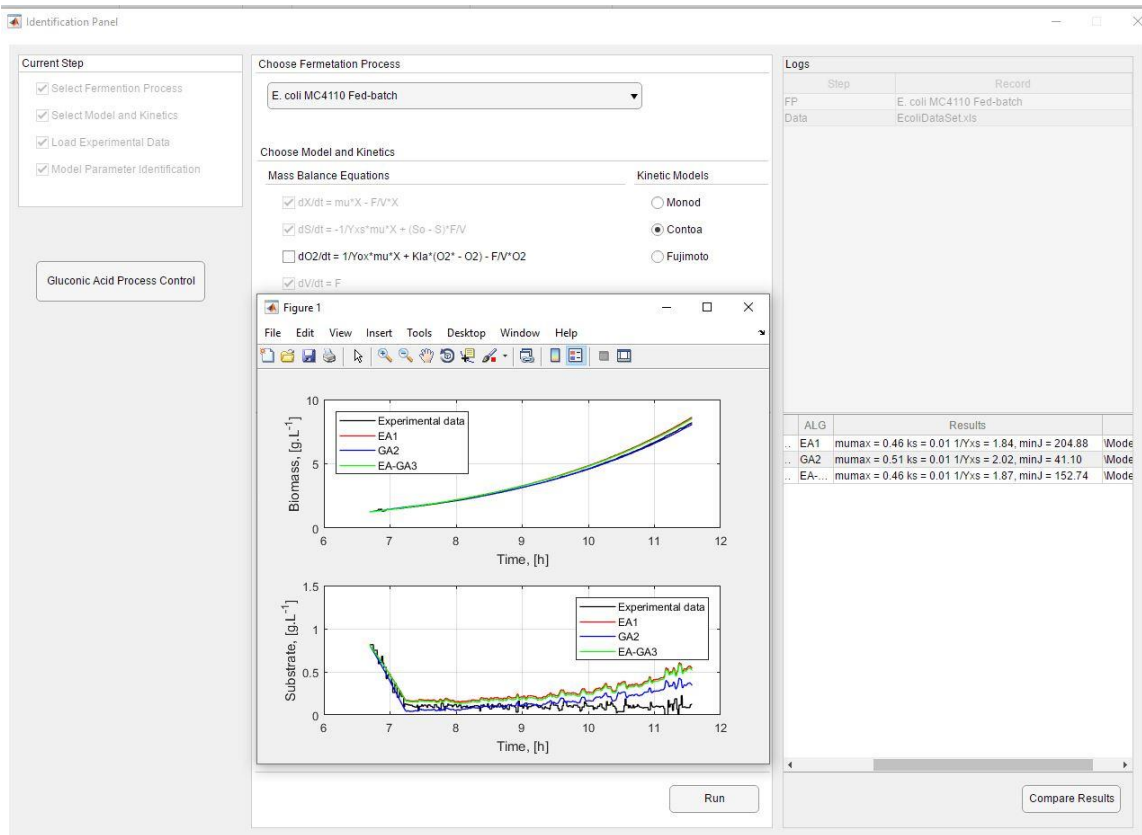 Identification Panel
Current Step
Select Fermention Process
Select Model and Kinetics
Load Experimental Data
Model Parameter Identification
Gluconic Acid Process Control
Choose Fermetation Process
E. coli MC4110 Fed-batch
Choose Model and Kinetics
Mass Balance Equations
dX/dt = mu*X - F/V*X
dS/dt = -1/Yxs*mu*X + (So - S)*F/V
dO2/dt = 1/Yox*mu*X + Kla*(O2* - O2) - F/V*O2
dV/dt = F
Kinetic Models
Monod
Contoa
Fujimoto
Figure 1
File Edit View Insert Tools Desktop Window Help
10
5
0
Biomass, [g.L⁻¹]
Experimental data
EA1
GA2
EA-GA3
6 7 8 9 10 11 12
Time, [h]
1.5
1
0.5
0
Substrate, [g.L⁻¹]
Experimental data
EA1
GA2
EA-GA3
6 7 8 9 10 11 12
Time, [h]
Run
Logs
Step Record
FP E. coli MC4110 Fed-batch
Data EcoliDataSet.xls
ALG Results
.. EA1 mumax = 0.46 ks = 0.01 1/Yxs = 1.84, minJ = 204.88 \Mode
.. GA2 mumax = 0.51 ks = 0.01 1/Yxs = 2.02, minJ = 41.10 \Mode
.. EA-... mumax = 0.46 ks = 0.01 1/Yxs = 1.87, minJ = 152.74 \Mode
Compare Results